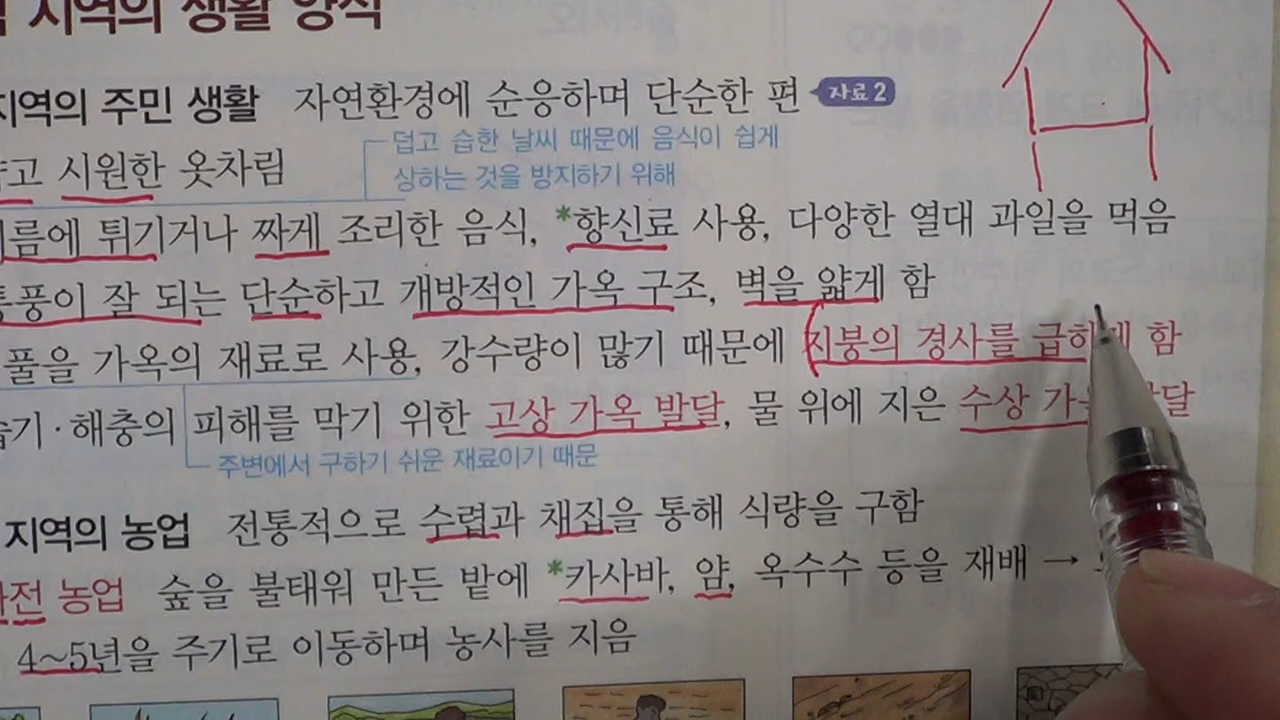 지역의 생활 양식
지역의 주민 생활 자연환경에 순응하며 단순한 편 자료2
덥고 습한 날씨 때문에 음식이 쉽게
상하는 것을 방지하기 위해
고 시원한 옷차림
름에 튀기거나 짜게 조리한 음식, *향신료 사용, 다양한 열대 과일을 먹음
통풍이 잘 되는 단순하고 개방적인 가옥 구조, 벽을 얇게 함
풀을 가옥의 재료로 사용, 강수량이 많기 때문에 지붕의 경사를 급하게 함
습기·해충의 피해를 막기 위한 고상 가옥 발달, 물 위에 지은 수상 가옥 발달
주변에서 구하기 쉬운 재료이기 때문
지역의 농업 전통적으로 수렵과 채집을 통해 식량을 구함
전 농업 숲을 불태워 만든 밭에 *카사바, 얌, 옥수수 등을 재배 →
4~5년을 주기로 이동하며 농사를 지음